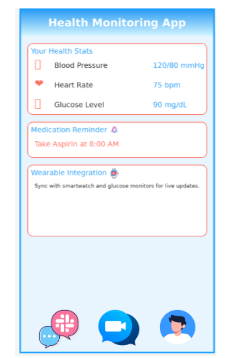 Health Monitoring App
Your Health Stats
Blood Pressure 120/80 mmHg
Heart Rate 75 bpm
Glucose Level 90 mg/dL
Medication Reminder
Take Aspirin at 8:00 AM
Wearable Integration
Sync with smartwatch and glucose monitors for live updates.